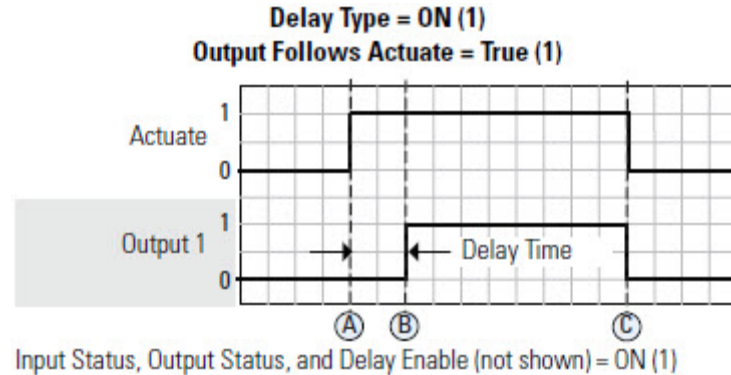 Delay Type = ON (1)
Output Follows Actuate = True (1)
1
Actuate
0
1
Output 1
Delay Time
0
A B C
Input Status, Output Status, and Delay Enable (not shown) = ON (1)